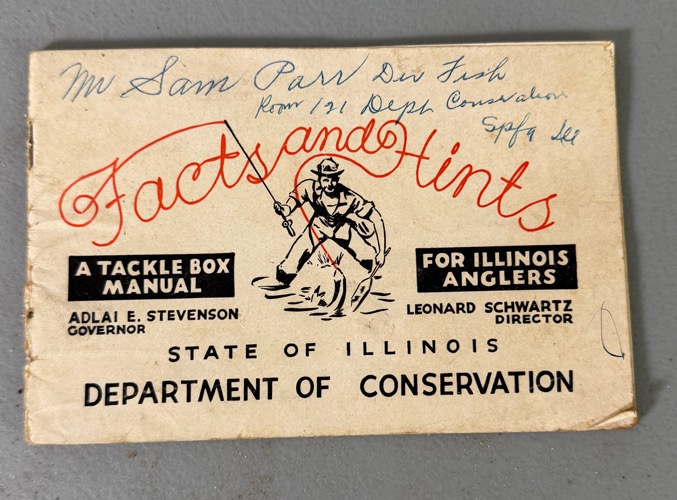 Mr Sam Parr Div Fish
Room 121 Dept Conservation
Spfg Ill
Facts and Hints
A TACKLE BOX MANUAL
FOR ILLINOIS ANGLERS
ADLAI E. STEVENSON
GOVERNOR
LEONARD SCHWARTZ
DIRECTOR
STATE OF ILLINOIS
DEPARTMENT OF CONSERVATION